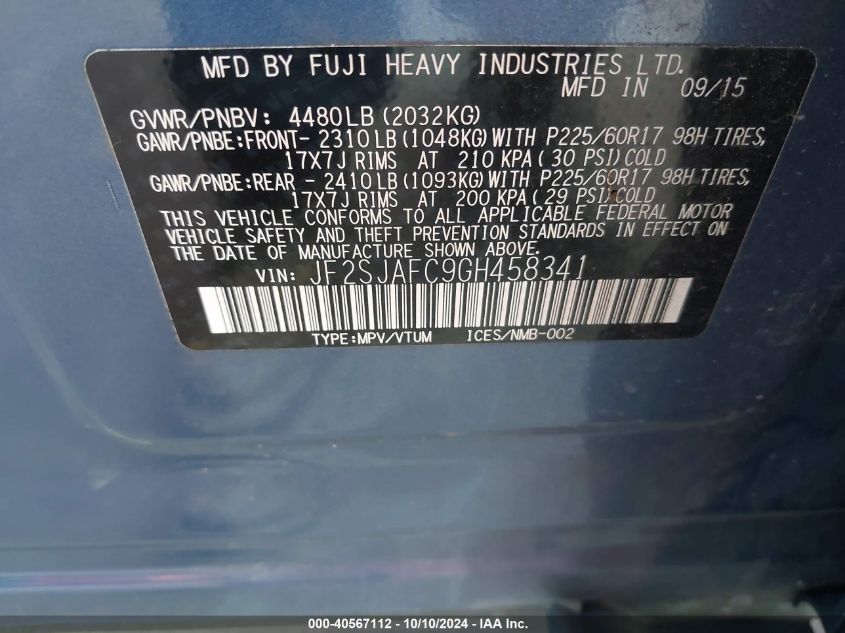 MFD BY FUJI HEAVY INDUSTRIES LTD.
MFD IN 09/15
GVWR/PNBV: 4480LB(2032KG)
GAWR/PNBE:FRONT- 2310LB(1048KG)WITH P225/60R17 98H TIRES,
17X7J RIMS AT 210 KPA(30 PSI)COLD
GAWR/PNBE:REAR - 2410LB(1093KG)WITH P225/60R17 98H TIRES,
17X7J RIMS AT 200 KPA(29 PSI)COLD
THIS VEHICLE CONFORMS TO ALL APPLICABLE FEDERAL MOTOR
VEHICLE SAFETY AND THEFT PREVENTION STANDARD IN EFFECT ON
THE DATE OF MANUFACTURE SHOWN ABOVE.
VIN: JF2SJAFC9GH458341
TYPE:MPV/VTUM ICES/NMB-002
000-40567112 - 10/10/2024 - IAA Inc.